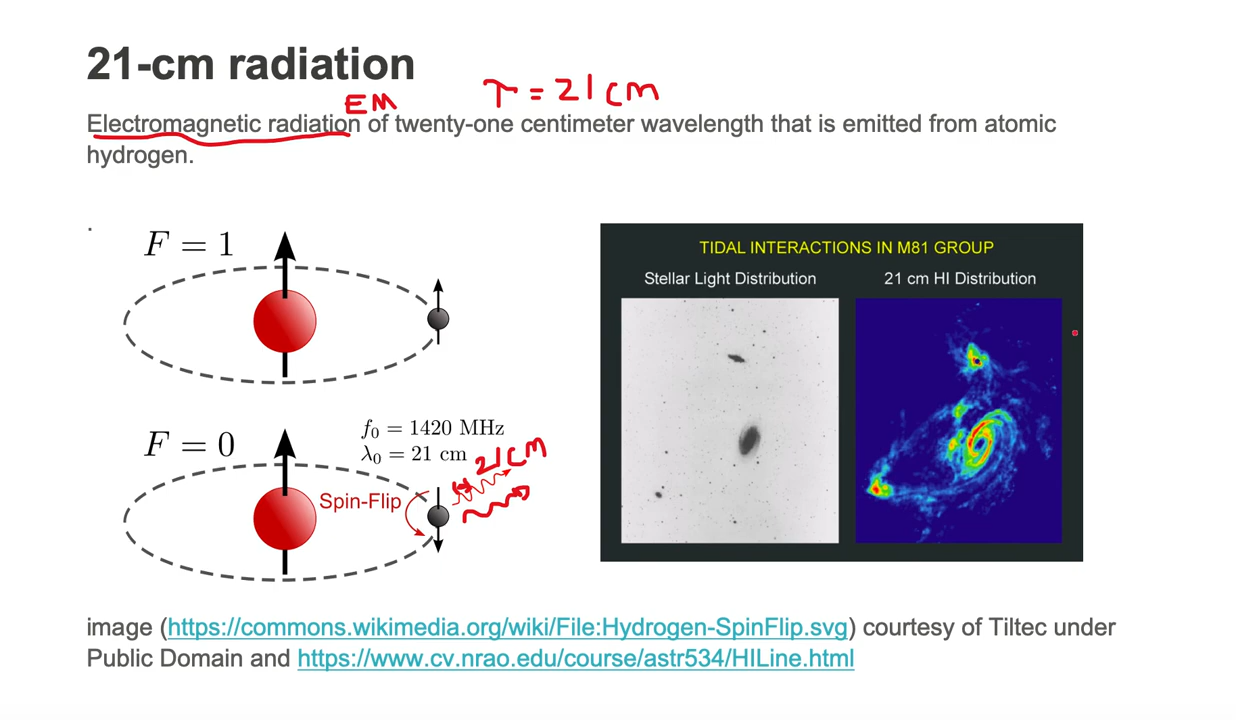 21-cm radiation
EM
τ = 21 cm
Electromagnetic radiation of twenty-one centimeter wavelength that is emitted from atomic
hydrogen.
.
F = 1
F = 0
f₀ = 1420 MHz
λ₀ = 21 cm
21 cm
Spin-Flip
TIDAL INTERACTIONS IN M81 GROUP
Stellar Light Distribution
21 cm HI Distribution
image (https://commons.wikimedia.org/wiki/File:Hydrogen-SpinFlip.svg) courtesy of Tiltec under
Public Domain and https://www.cv.nrao.edu/course/astr534/HILine.html